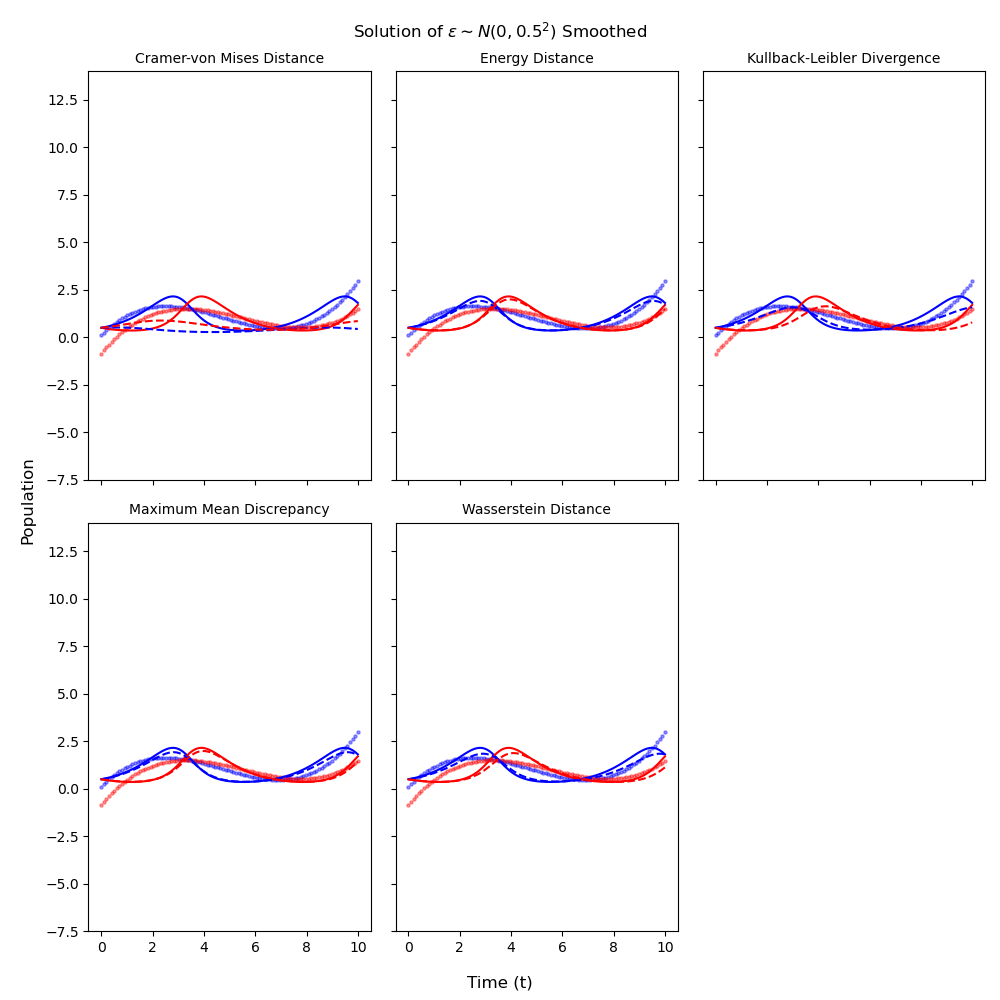 Solution of ε ~ N(0, 0.5²) Smoothed
Cramer-von Mises Distance
Energy Distance
Kullback-Leibler Divergence
12.5
10.0
7.5
5.0
2.5
0.0
−2.5
−5.0
−7.5
Population
Maximum Mean Discrepancy
Wasserstein Distance
12.5
10.0
7.5
5.0
2.5
0.0
−2.5
−5.0
−7.5
0 2 4 6 8 10
0 2 4 6 8 10
Time (t)